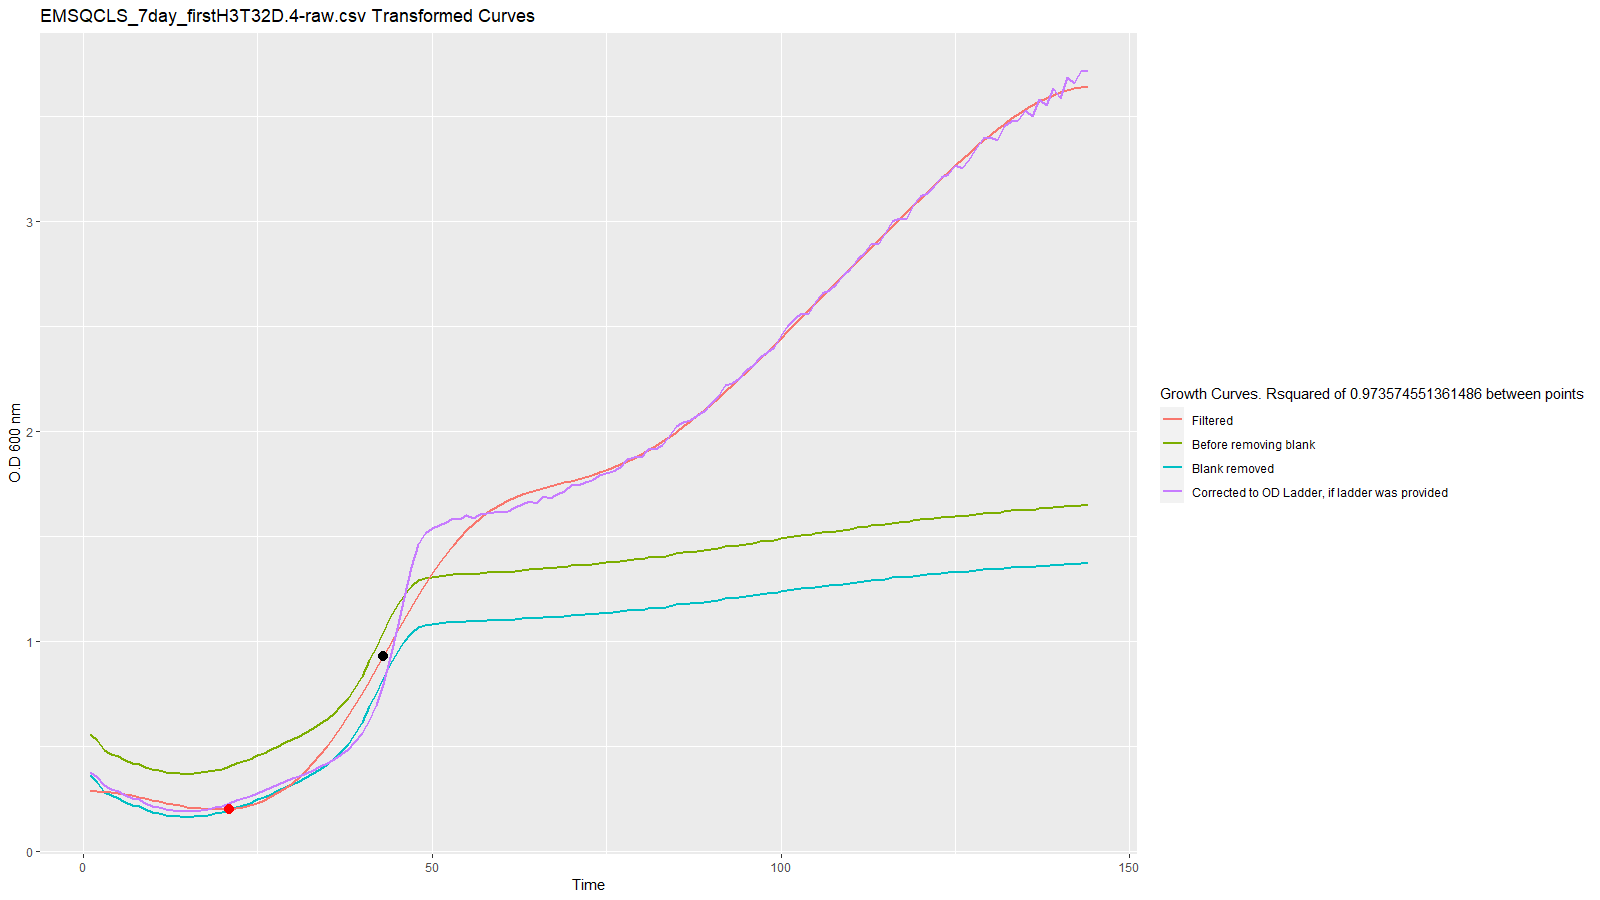 EMSQCLS_7day_firstH3T32D.4-raw.csv Transformed Curves
O.D 600 nm
3
2
1
0
0
50
100
150
Time
Growth Curves. Rsquared of 0.973574551361486 between points
Filtered
Before removing blank
Blank removed
Corrected to OD Ladder, if ladder was provided